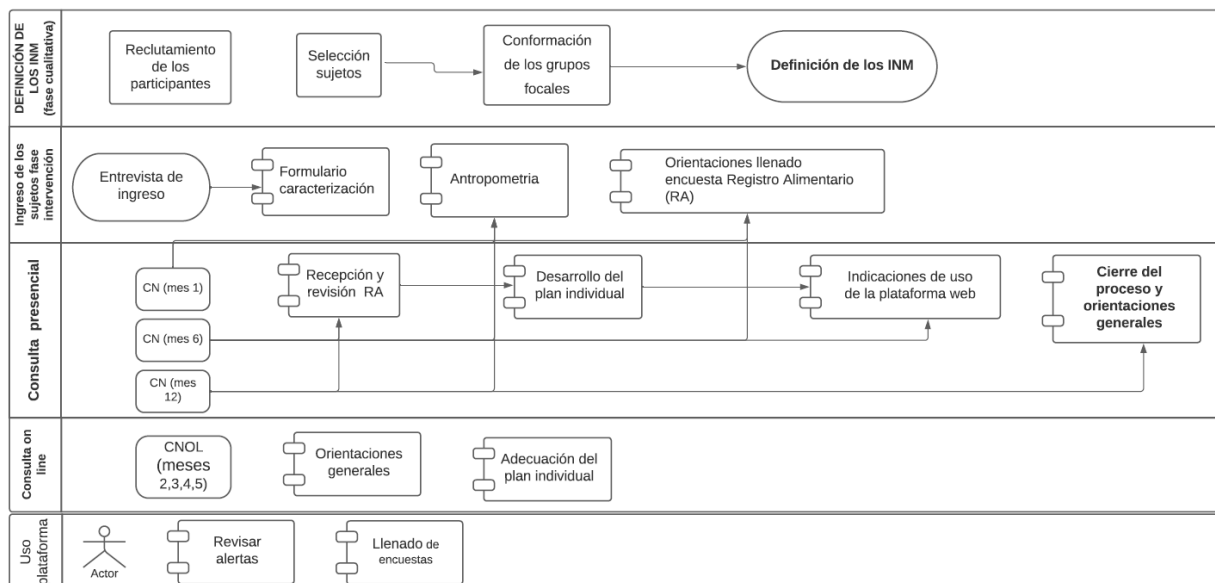 DEFINICIÓN DE
LOS INM
(fase cualitativa)
Reclutamiento
de los
participantes
Selección
sujetos
Conformación
de los grupos
focales
Definición de los INM
Ingreso de los
sujetos fase
intervención
Entrevista de
ingreso
Formulario
caracterización
Antropometria
Orientaciones llenado
encuesta Registro Alimentario
(RA)
Consulta presencial
CN (mes 1)
CN (mes 6)
CN (mes
12)
Recepción y
revisión RA
Desarrollo del
plan individual
Indicaciones de uso
de la plataforma web
Cierre del
proceso y
orientaciones
generales
Consulta on
line
CNOL
(meses
2,3,4,5)
Orientaciones
generales
Adecuación del
plan individual
Uso
plataforma
Actor
Revisar
alertas
Llenado de
encuestas